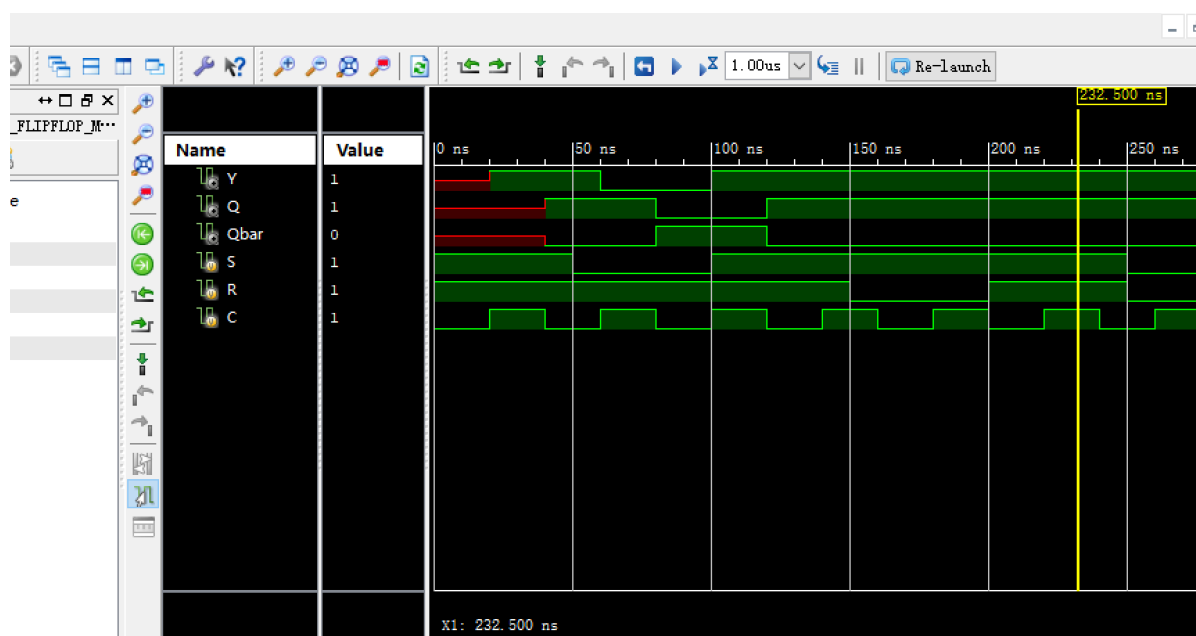 1.00us
Re-launch
_FLIPFLOP_M···
232.500 ns
Name
Value
0 ns
50 ns
100 ns
150 ns
200 ns
250 ns
Y
1
Q
1
e
Qbar
0
S
1
R
1
C
1
X1: 232.500 ns